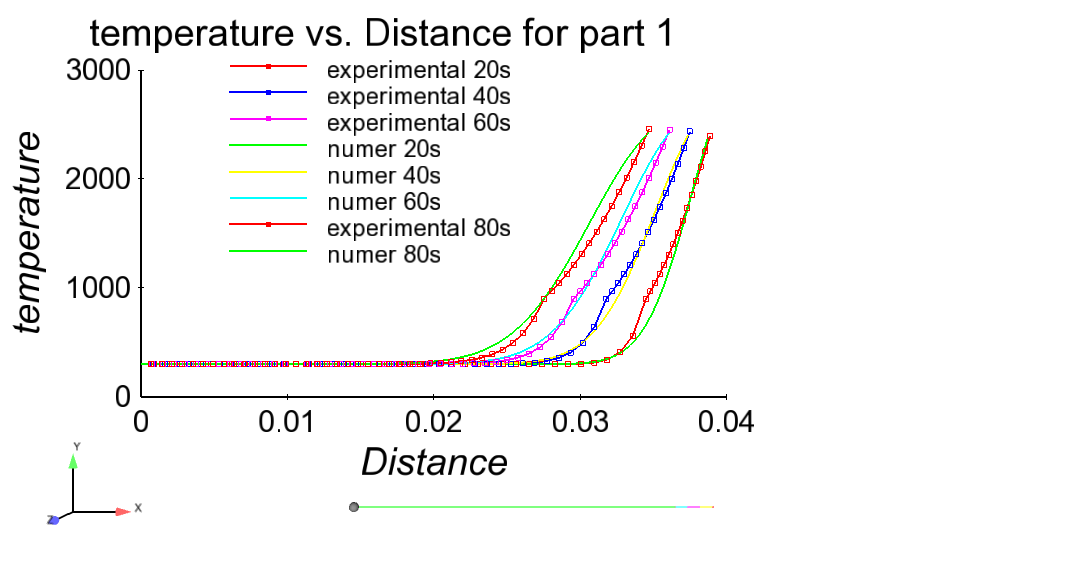 temperature vs. Distance for part 1
3000
experimental 20s
experimental 40s
experimental 60s
numer 20s
numer 40s
numer 60s
experimental 80s
numer 80s
2000
1000
0
temperature
0 0.01 0.02 0.03 0.04
Distance
Y
X
Z